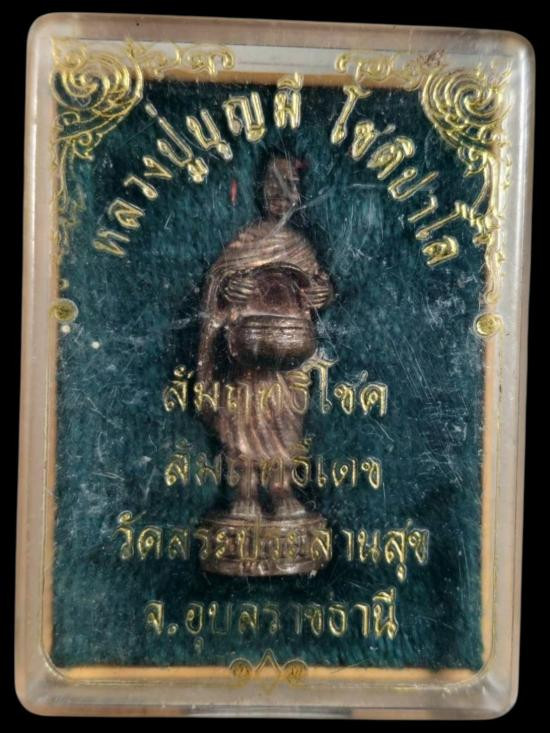 หลวงปู่บุญมี โชติปาโล
สัมฤทธิ์โชค
สัมฤทธิ์เดช
วัดสระประสานสุข
จ.อุบลราชธานี